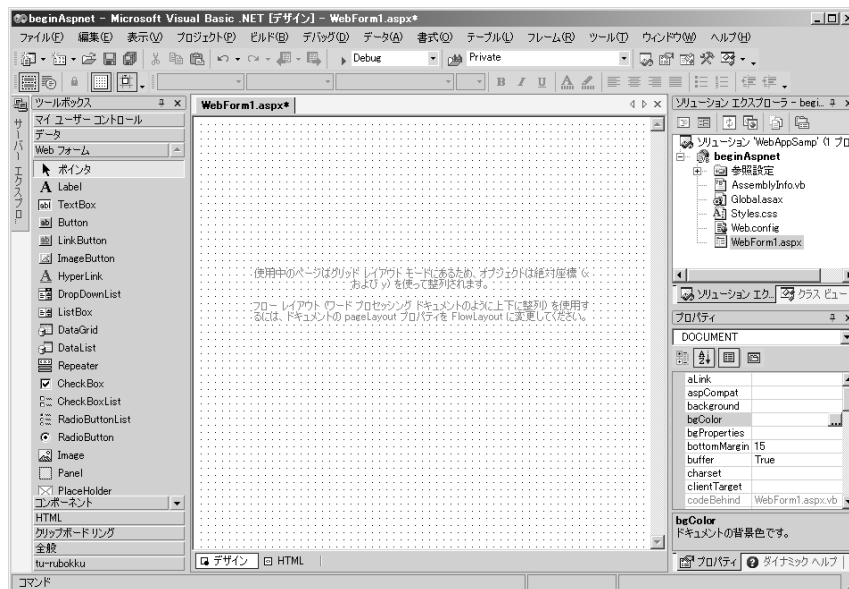 beginAspnet - Microsoft Visual Basic .NET [デザイン] - WebForm1.aspx*
ファイル(F) 編集(E) 表示(V) プロジェクト(P) ビルド(B) デバッグ(D) データ(A) 書式(O) テーブル(L) フレーム(R) ツール(T) ウィンドウ(W) ヘルプ(H)
Debug Private
B I U A
サーバー エクスプロ...
ツールボックス
マイ ユーザー コントロール
データ
Web フォーム
ポインタ
A Label
abl TextBox
ab Button
ab LinkButton
ImageButton
A HyperLink
DropDownList
ListBox
DataGrid
DataList
Repeater
CheckBox
CheckBoxList
RadioButtonList
RadioButton
Image
Panel
PlaceHolder
コンポーネント
HTML
クリップボード リング
全般
tu-rubokku
WebForm1.aspx*
使用中のページはグリッド レイアウト モードにあるため、オブジェクトは絶対座標 (x
および y) を使って整列されます。
フロー レイアウト (ワード プロセッシング ドキュメントのように上下に整列) を使用す
るには、ドキュメントの pageLayout プロパティを FlowLayout に変更してください。
デザイン HTML
ソリューション エクスプローラ - begi...
ソリューション 'WebAppSamp' (1 プロ
beginAspnet
参照設定
AssemblyInfo.vb
Global.asax
Styles.css
Web.config
WebForm1.aspx
ソリューション エク... クラス ビュー
プロパティ
DOCUMENT
aLink
aspCompat
background
bgColor
bgProperties
bottomMargin 15
buffer True
charset
clientTarget
codeBehind WebForm1.aspx.vb
bgColor
ドキュメントの背景色です。
プロパティ ダイナミック ヘルプ
コマンド